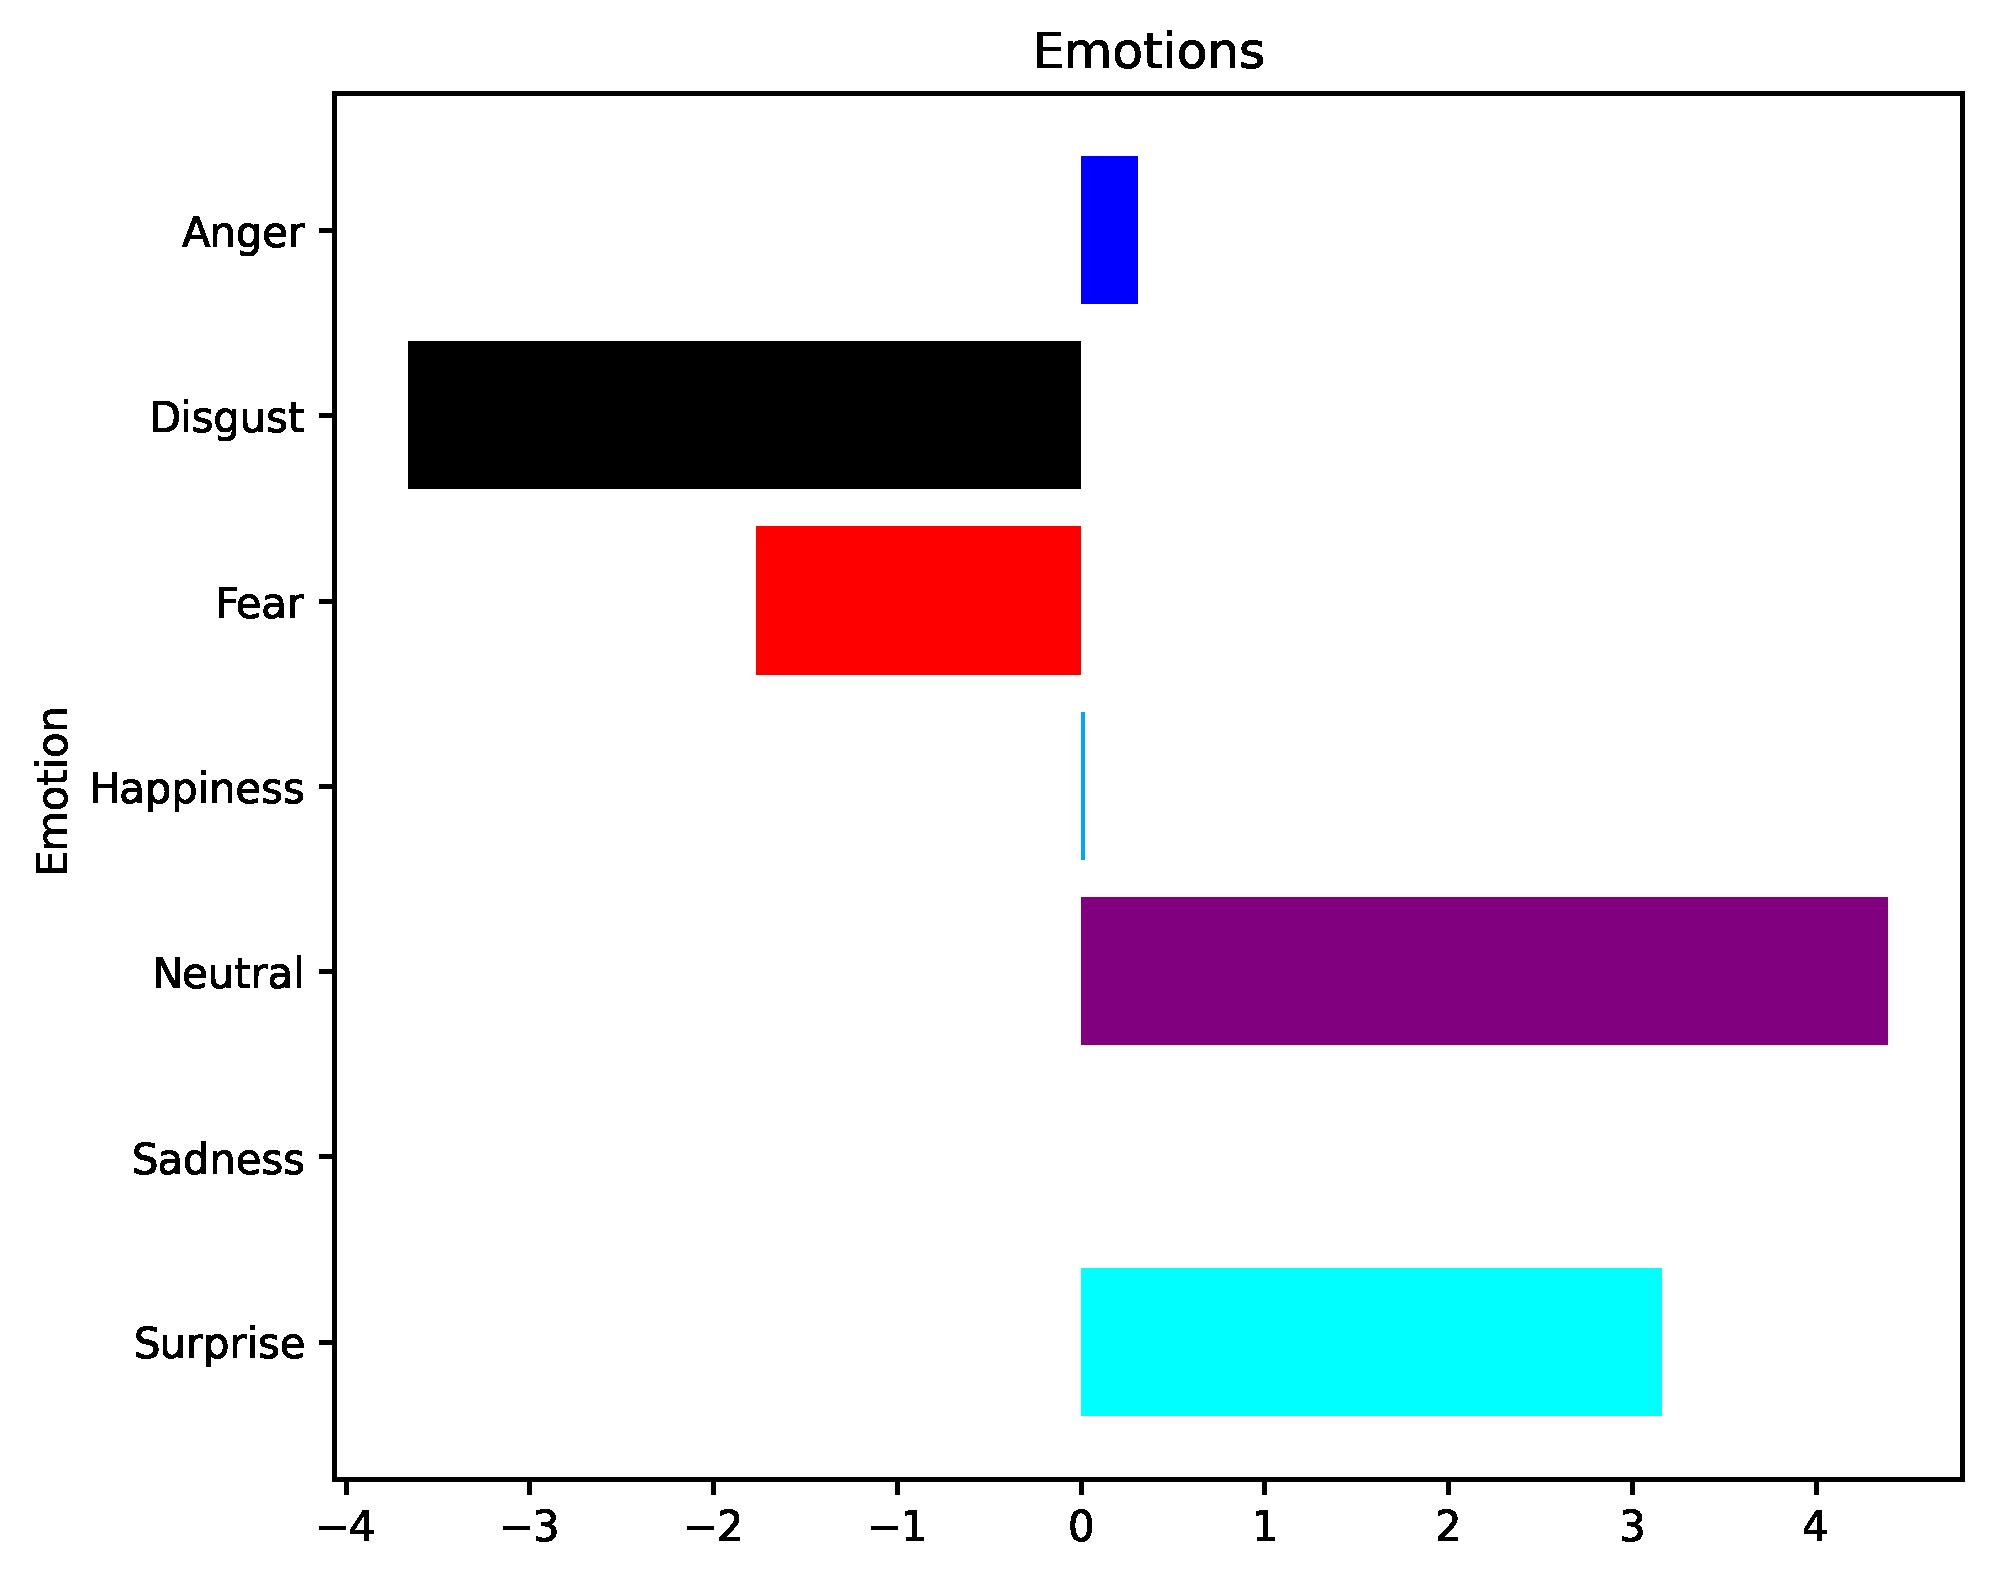 Emotions
Emotion
Anger
Disgust
Fear
Happiness
Neutral
Sadness
Surprise
−4 −3 −2 −1 0 1 2 3 4